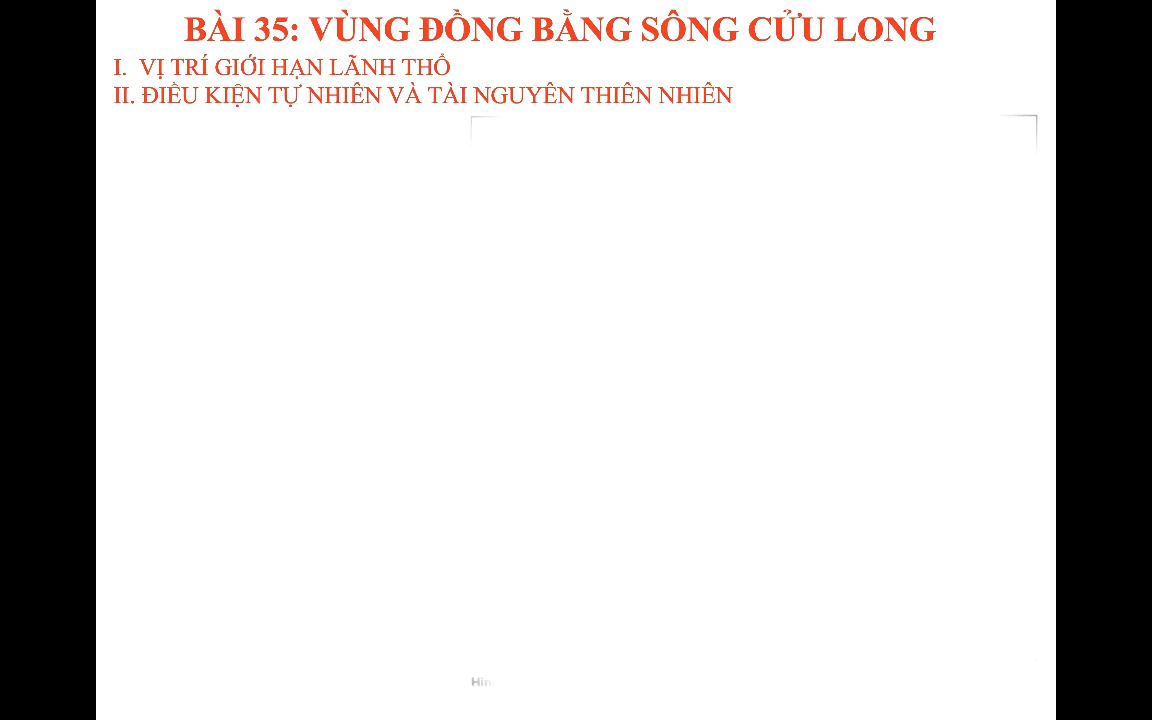 BÀI 35: VÙNG ĐỒNG BẰNG SÔNG CỬU LONG
I. VỊ TRÍ GIỚI HẠN LÃNH THỔ
II. ĐIỀU KIỆN TỰ NHIÊN VÀ TÀI NGUYÊN THIÊN NHIÊN